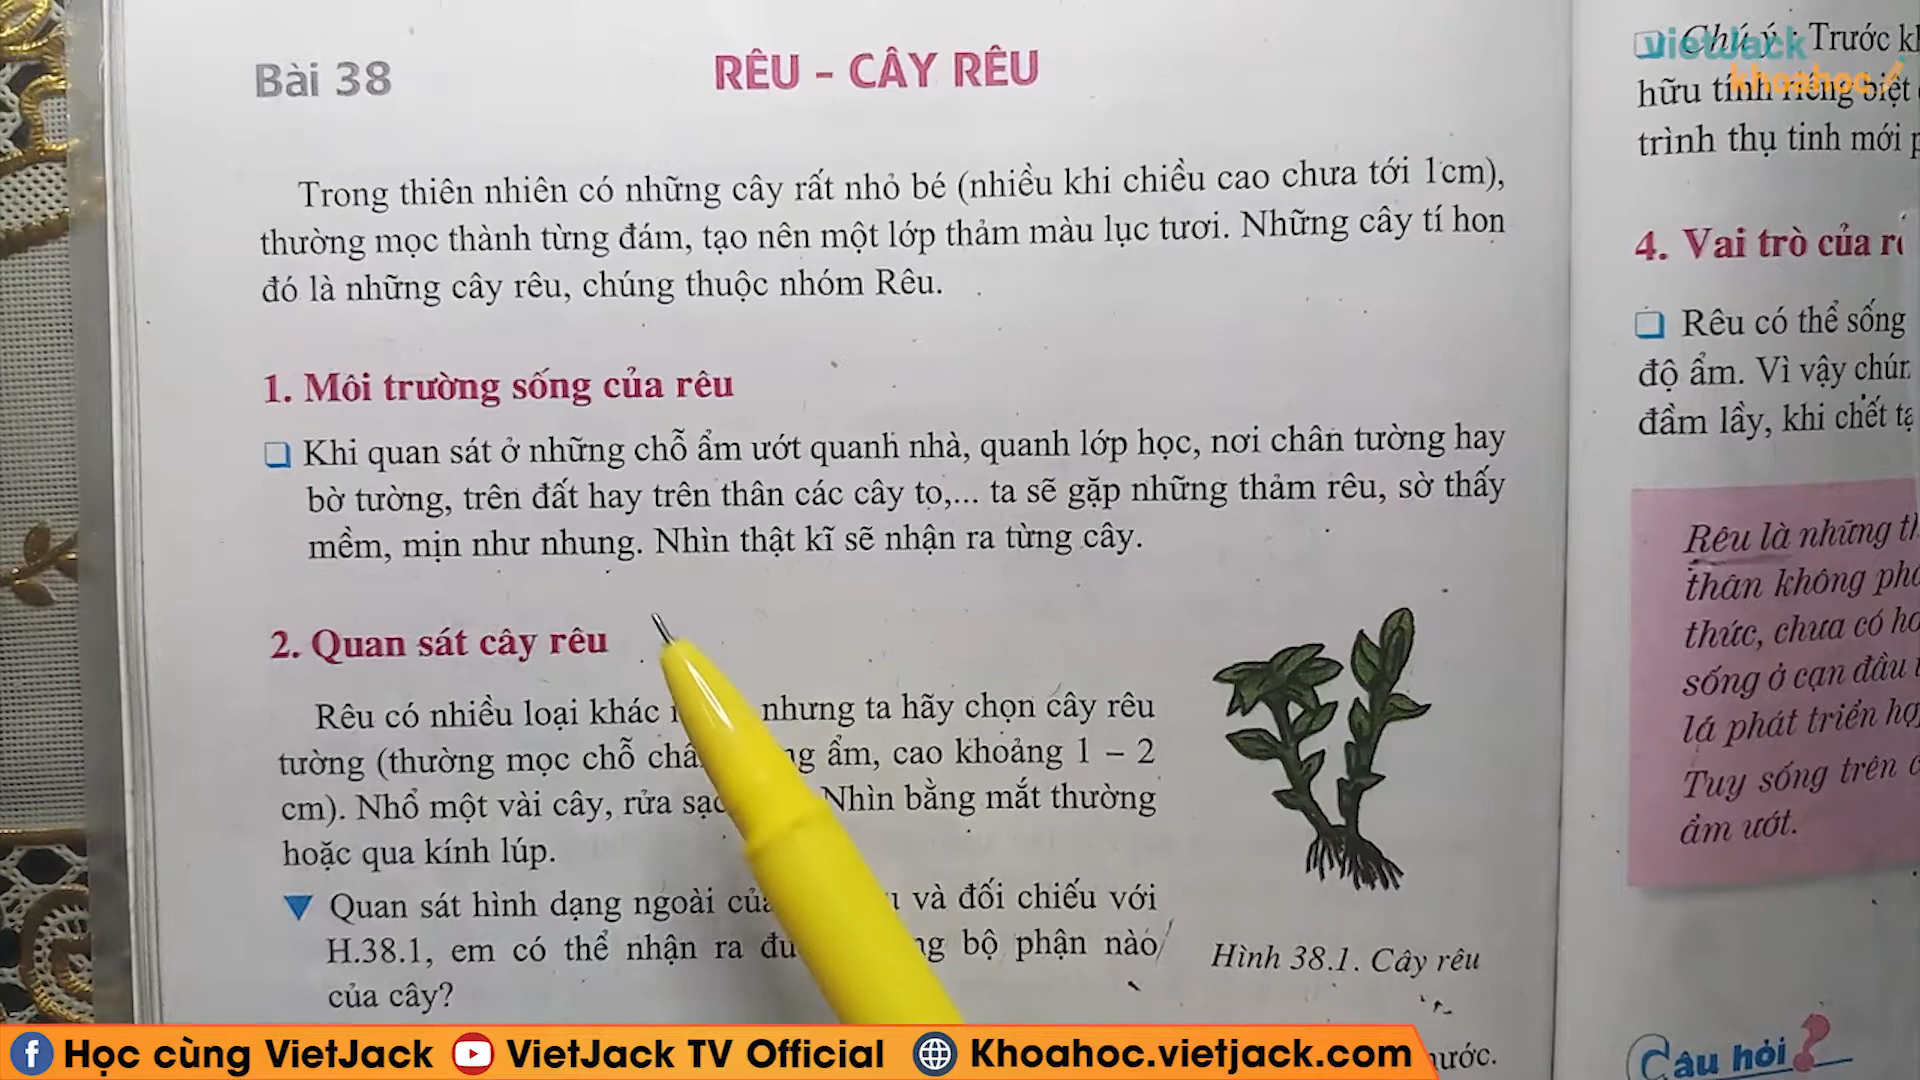 Bài 38
RÊU - CÂY RÊU
Trong thiên nhiên có những cây rất nhỏ bé (nhiều khi chiều cao chưa tới 1cm),
thường mọc thành từng đám, tạo nên một lớp thảm màu lục tươi. Những cây tí hon
đó là những cây rêu, chúng thuộc nhóm Rêu.
1. Môi trường sống của rêu
Khi quan sát ở những chỗ ẩm ướt quanh nhà, quanh lớp học, nơi chân tường hay
bờ tường, trên đất hay trên thân các cây to,... ta sẽ gặp những thảm rêu, sờ thấy
mềm, mịn như nhung. Nhìn thật kĩ sẽ nhận ra từng cây.
2. Quan sát cây rêu
Rêu có nhiều loại khác nhưng ta hãy chọn cây rêu
tường (thường mọc chỗ ẩm, cao khoảng 1 – 2
cm). Nhổ một vài cây, rửa Nhìn bằng mắt thường
hoặc qua kính lúp.
Quan sát hình dạng ngoài và đối chiếu với
H.38.1, em có thể nhận ra bộ phận nào
của cây?
Hình 38.1. Cây rêu
Chú ý : Trước
hữu tính riêng biệt
trình thụ tinh mới
4. Vai trò của
Rêu có thể sống
độ ẩm. Vì vậy
đầm lầy, khi chết
Rêu là những
thân không
thức, chưa có
sống ở cạn đầu
lá phát triển
Tuy sống trên
ẩm ướt.
Câu hỏi
vietJack
khoahoc
Học cùng VietJack VietJack TV Official Khoahoc.vietjack.com